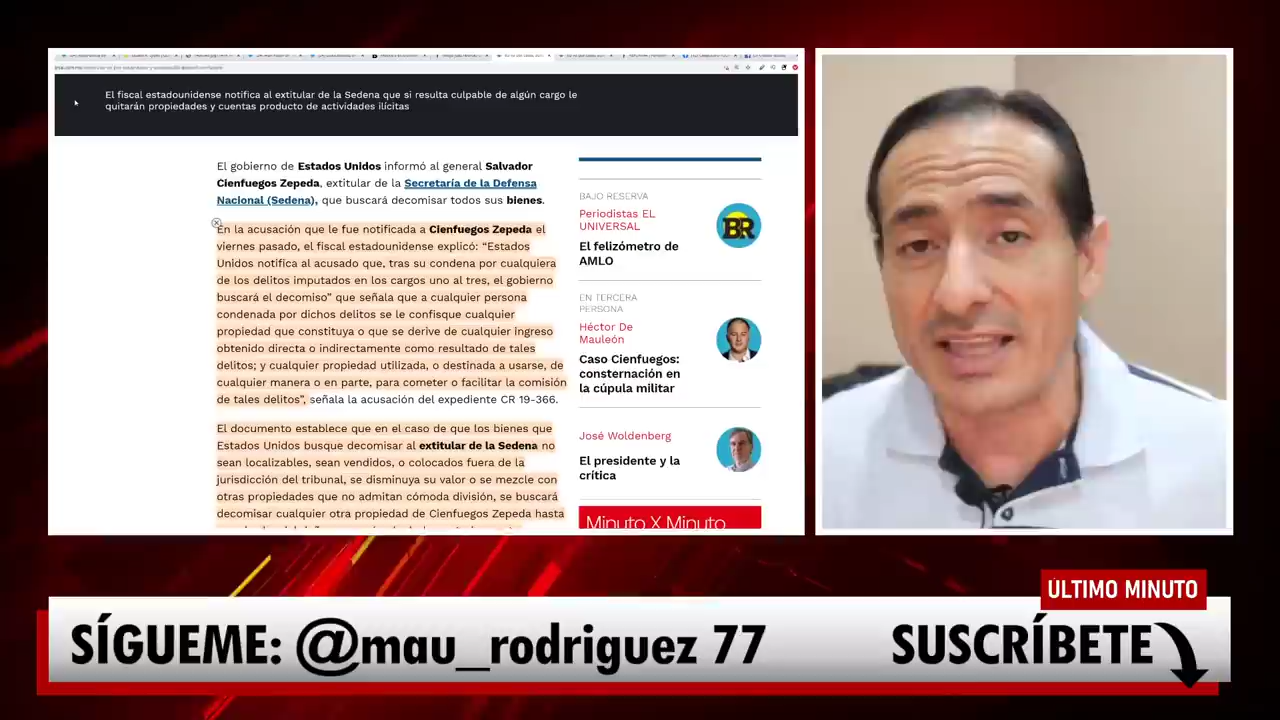 El fiscal estadounidense notifica al extitular de la Sedena que si resulta culpable de algún cargo le
quitarán propiedades y cuentas producto de actividades ilícitas
El gobierno de Estados Unidos informó al general Salvador
Cienfuegos Zepeda, extitular de la Secretaría de la Defensa
Nacional (Sedena), que buscará decomisar todos sus bienes.
En la acusación que le fue notificada a Cienfuegos Zepeda el
viernes pasado, el fiscal estadounidense explicó: “Estados
Unidos notifica al acusado que, tras su condena por cualquiera
de los delitos imputados en los cargos uno al tres, el gobierno
buscará el decomiso” que señala que a cualquier persona
condenada por dichos delitos se le confisque cualquier
propiedad que constituya o que se derive de cualquier ingreso
obtenido directa o indirectamente como resultado de tales
delitos; y cualquier propiedad utilizada, o destinada a usarse, de
cualquier manera o en parte, para cometer o facilitar la comisión
de tales delitos”, señala la acusación del expediente CR 19-366.
El documento establece que en el caso de que los bienes que
Estados Unidos busque decomisar al extitular de la Sedena no
sean localizables, sean vendidos, o colocados fuera de la
jurisdicción del tribunal, se disminuya su valor o se mezcle con
otras propiedades que no admitan cómoda división, se buscará
decomisar cualquier otra propiedad de Cienfuegos Zepeda hasta
BAJO RESERVA
Periodistas EL
UNIVERSAL
El felizómetro de
AMLO
BR
EN TERCERA
PERSONA
Héctor De
Mauleón
Caso Cienfuegos:
consternación en
la cúpula militar
José Woldenberg
El presidente y la
crítica
Minuto X Minuto
ÚLTIMO MINUTO
SÍGUEME: @mau_rodriguez 77
SUSCRÍBETE